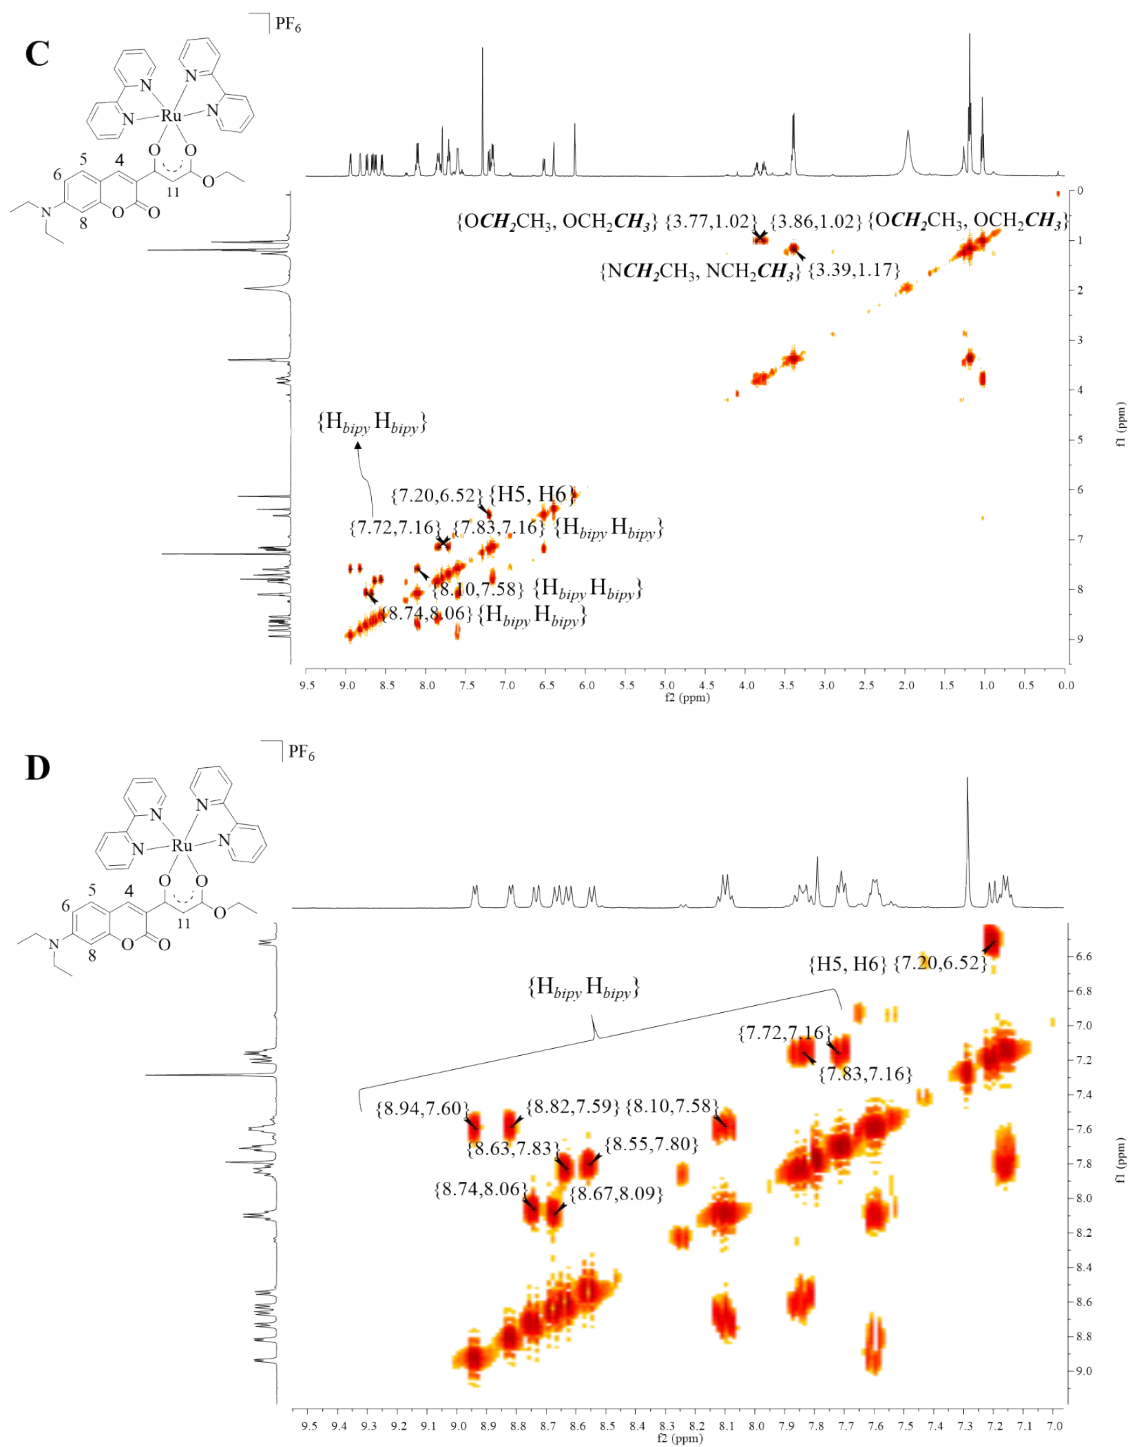 C
PF6
N
N
N
N
Ru
O
O
5
4
6
11
O
8
N
O
O
{OCH2CH3, OCH2CH3} {3.77,1.02} {3.86,1.02} {OCH2CH3, OCH2CH3}
{NCH2CH3, NCH2CH3} {3.39,1.17}
{Hbipy Hbipy}
{7.20,6.52} {H5, H6}
{7.72,7.16} {7.83,7.16} {Hbipy Hbipy}
{8.10,7.58} {Hbipy Hbipy}
{8.74,8.06} {Hbipy Hbipy}
0
1
2
3
4
5
6
7
8
9
f1 (ppm)
9.5 9.0 8.5 8.0 7.5 7.0 6.5 6.0 5.5 5.0 4.5 4.0 3.5 3.0 2.5 2.0 1.5 1.0 0.5 0.0
f2 (ppm)
D
PF6
N
N
N
N
Ru
O
O
5
4
6
11
O
8
N
O
O
{H5, H6} {7.20,6.52}
{Hbipy Hbipy}
{7.72,7.16}
{7.83,7.16}
{8.94,7.60} {8.82,7.59} {8.10,7.58}
{8.63,7.83} {8.55,7.80}
{8.74,8.06} {8.67,8.09}
6.6
6.8
7.0
7.2
7.4
7.6
7.8
8.0
8.2
8.4
8.6
8.8
9.0
f1 (ppm)
9.5 9.4 9.3 9.2 9.1 9.0 8.9 8.8 8.7 8.6 8.5 8.4 8.3 8.2 8.1 8.0 7.9 7.8 7.7 7.6 7.5 7.4 7.3 7.2 7.1 7.0
f2 (ppm)